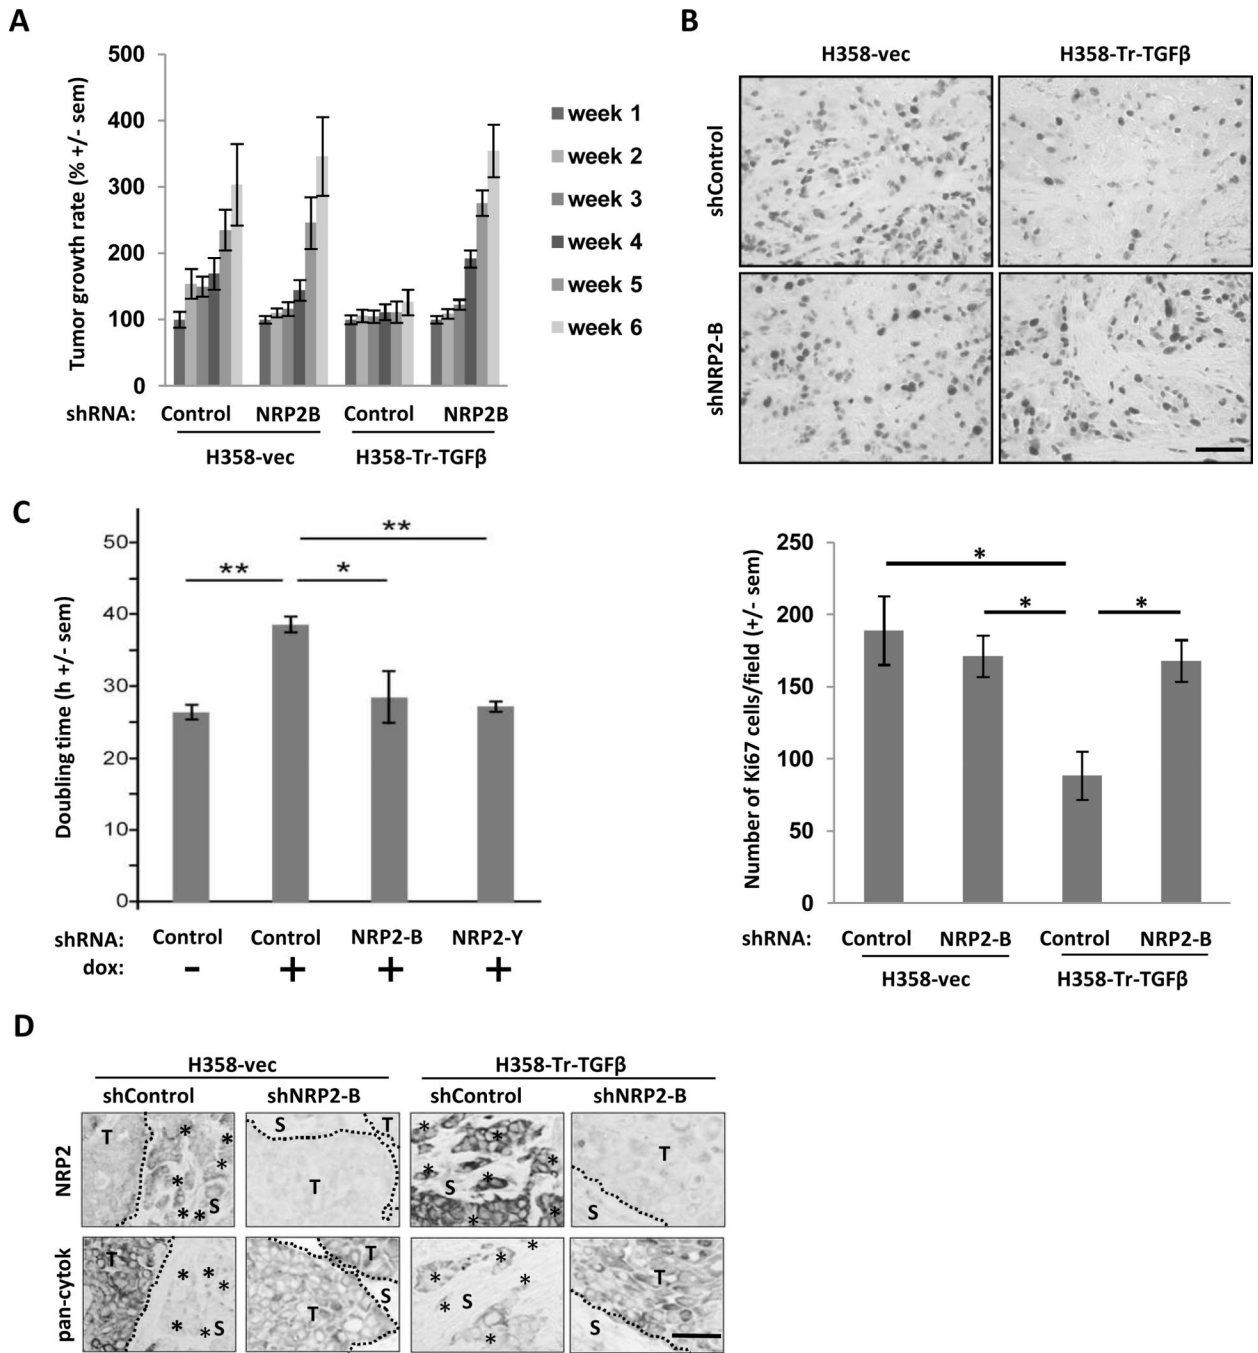 A
500
400
300
200
100
0
Tumor growth rate (% +/- sem)
week 1
week 2
week 3
week 4
week 5
week 6
shRNA: Control NRP2B Control NRP2B
H358-vec H358-Tr-TGFβ
B
H358-vec H358-Tr-TGFβ
shControl
shNRP2-B
250
200
150
100
50
0
Number of Ki67 cells/field (+/- sem)
* * *
shRNA: Control NRP2-B Control NRP2-B
H358-vec H358-Tr-TGFβ
C
50
40
30
20
10
0
Doubling time (h +/- sem)
**
** *
shRNA: Control Control NRP2-B NRP2-Y
dox: - + + +
D
H358-vec H358-Tr-TGFβ
shControl shNRP2-B shControl shNRP2-B
NRP2
T * * * * * * S
S T T
* * * * * * * * S
T S
pan-cytok
T * * * * * S
T T S
* * * * * * S
T S